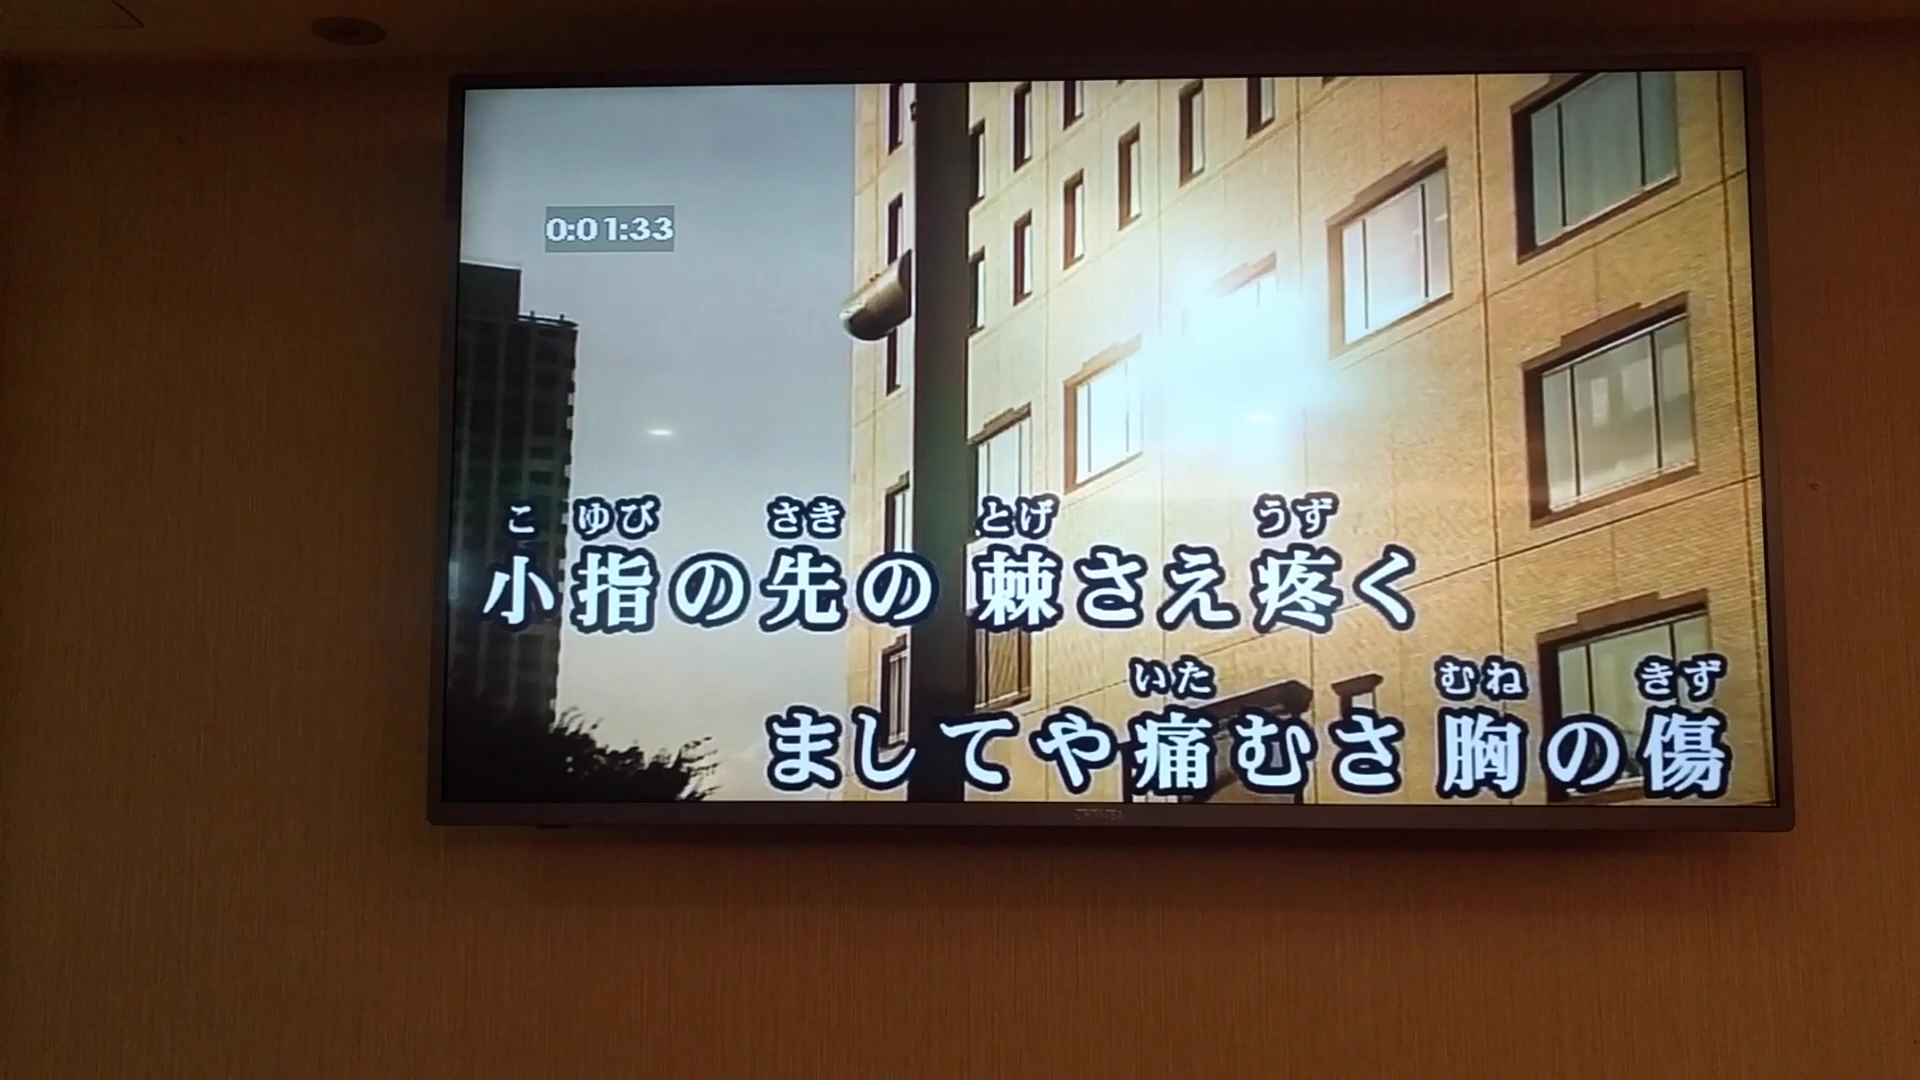 0:01:33
こ ゆび さき とげ うず
小指の先の 棘さえ疼く
いた むね きず
ましてや痛むさ 胸の傷